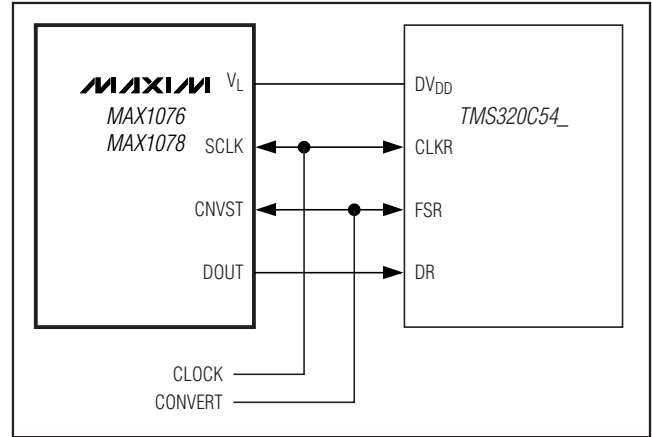 MAXIM
MAX1076
MAX1078
VL
SCLK
CNVST
DOUT
DVDD
TMS320C54_
CLKR
FSR
DR
CLOCK
CONVERT